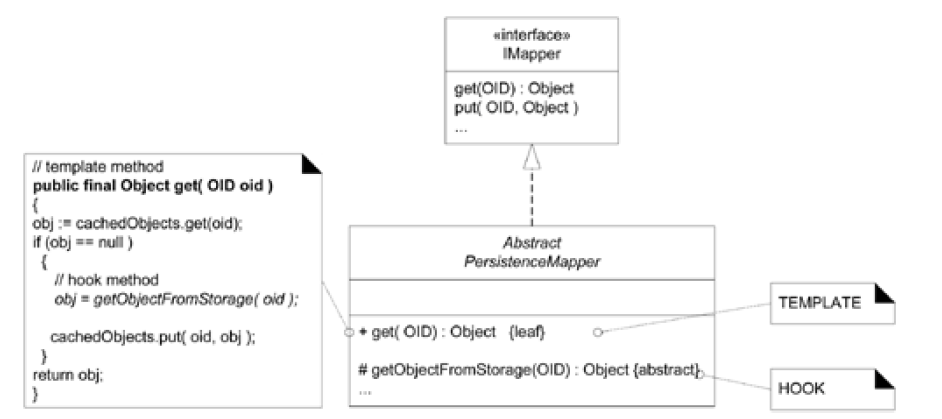 «interface»
IMapper
get(OID) : Object
put( OID, Object )
...
// template method
public final Object get( OID oid )
{
obj := cachedObjects.get(oid);
if (obj == null )
{
// hook method
obj = getObjectFromStorage( oid );
cachedObjects.put( oid, obj );
}
return obj;
}
Abstract
PersistenceMapper
+ get( OID) : Object {leaf}
# getObjectFromStorage(OID) : Object {abstract}
...
TEMPLATE
HOOK